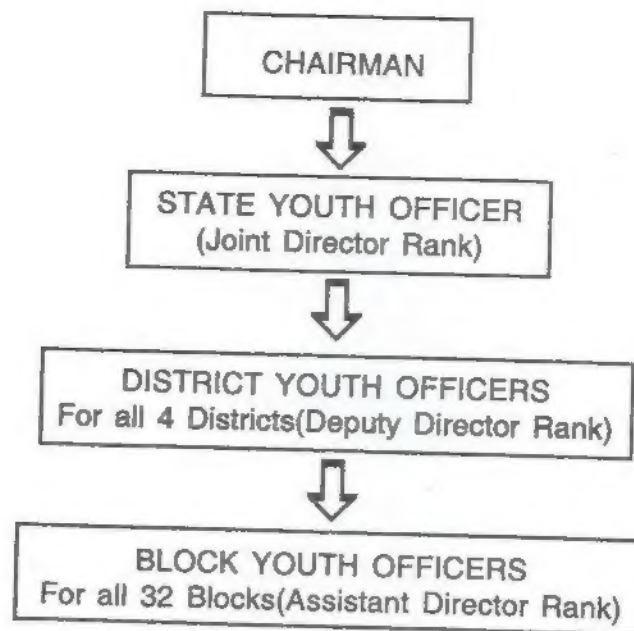 CHAIRMAN
STATE YOUTH OFFICER
(Joint Director Rank)
DISTRICT YOUTH OFFICERS
For all 4 Districts(Deputy Director Rank)
BLOCK YOUTH OFFICERS
For all 32 Blocks(Assistant Director Rank)